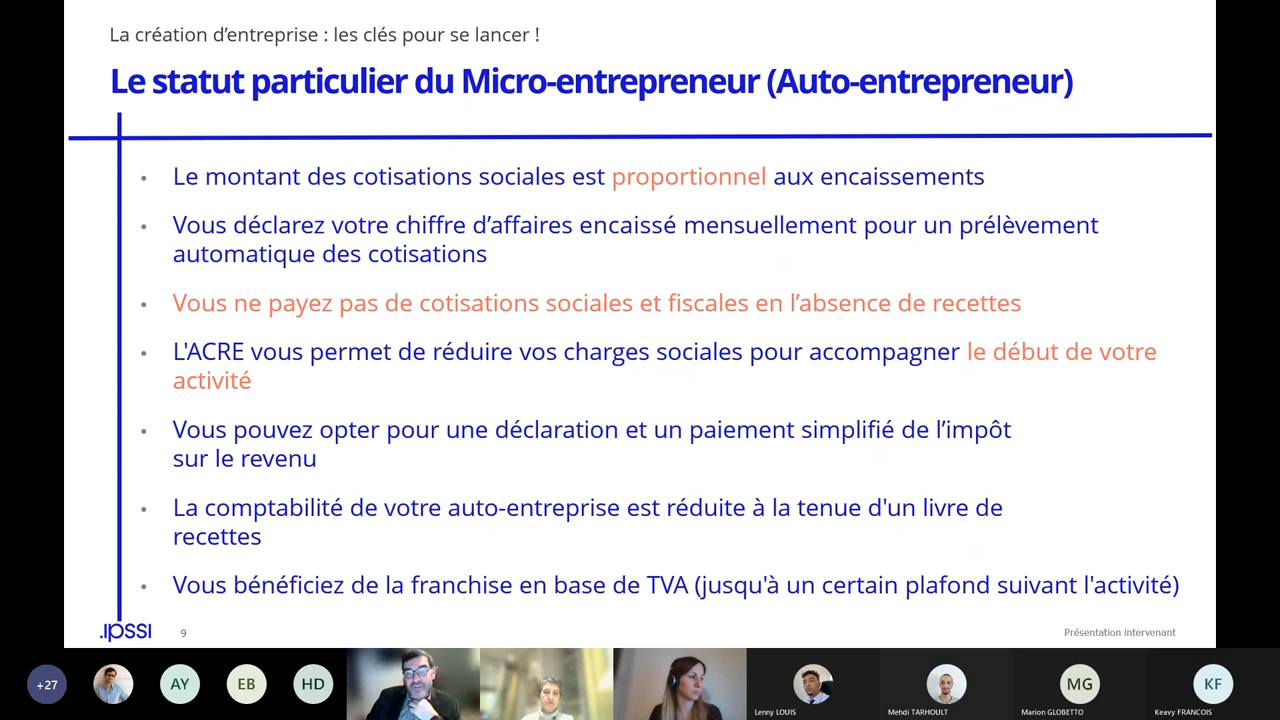 La création d’entreprise : les clés pour se lancer !
Le statut particulier du Micro-entrepreneur (Auto-entrepreneur)
• Le montant des cotisations sociales est proportionnel aux encaissements
• Vous déclarez votre chiffre d’affaires encaissé mensuellement pour un prélèvement
automatique des cotisations
• Vous ne payez pas de cotisations sociales et fiscales en l’absence de recettes
• L'ACRE vous permet de réduire vos charges sociales pour accompagner le début de votre
activité
• Vous pouvez opter pour une déclaration et un paiement simplifié de l’impôt
sur le revenu
• La comptabilité de votre auto-entreprise est réduite à la tenue d'un livre de
recettes
• Vous bénéficiez de la franchise en base de TVA (jusqu'à un certain plafond suivant l'activité)
.IPSSI
9
Présentation intervenant
+27
AY
EB
HD
MG
KF
Lenny LOUIS
Mehdi TARHOULT
Marion GLOBETTO
Keavy FRANCOIS